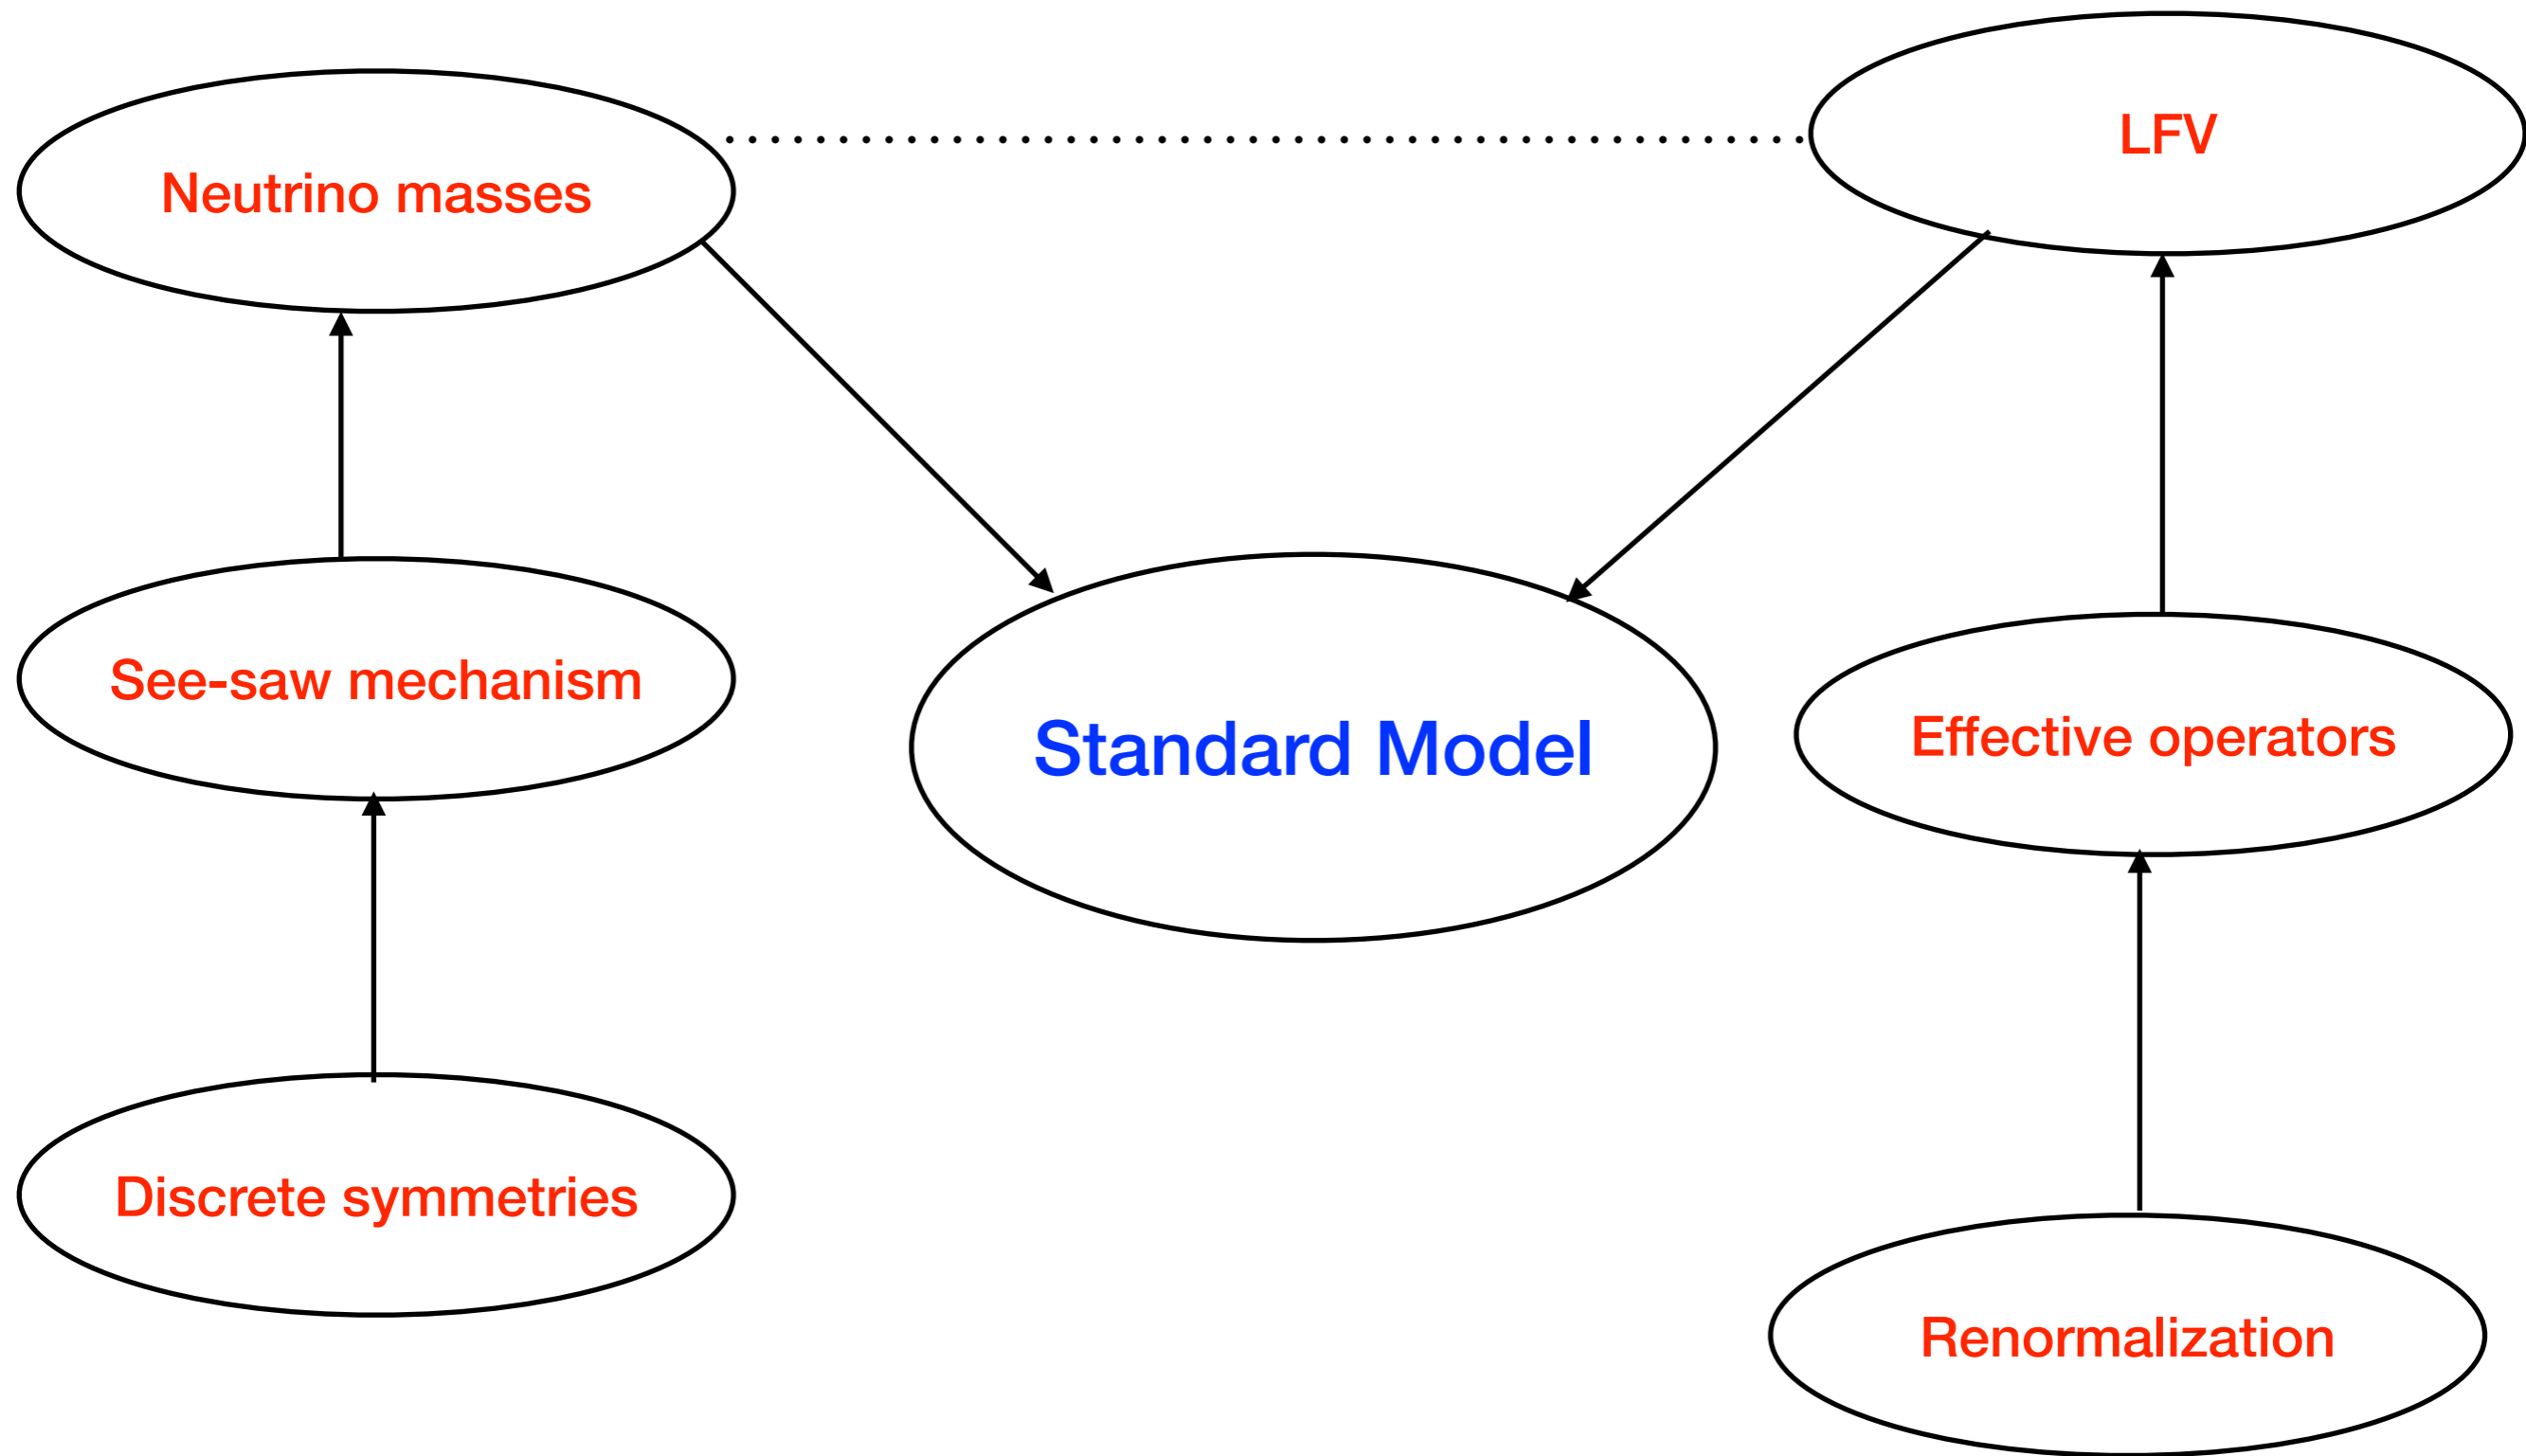 LFV
Neutrino masses
See-saw mechanism
Standard Model
Effective operators
Discrete symmetries
Renormalization